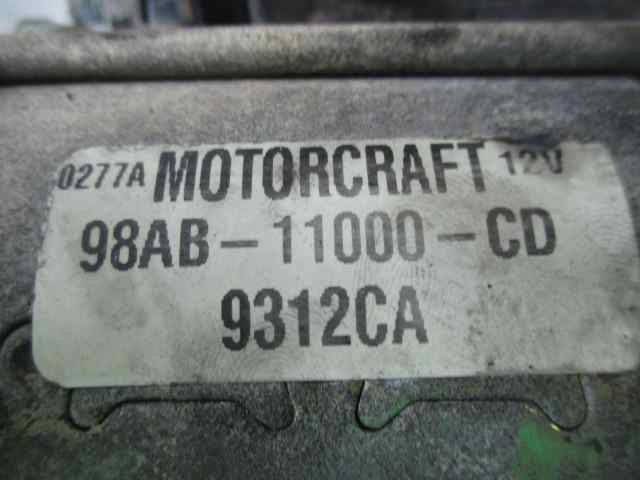 0277A MOTORCRAFT 12V
98AB-11000-CD
9312CA